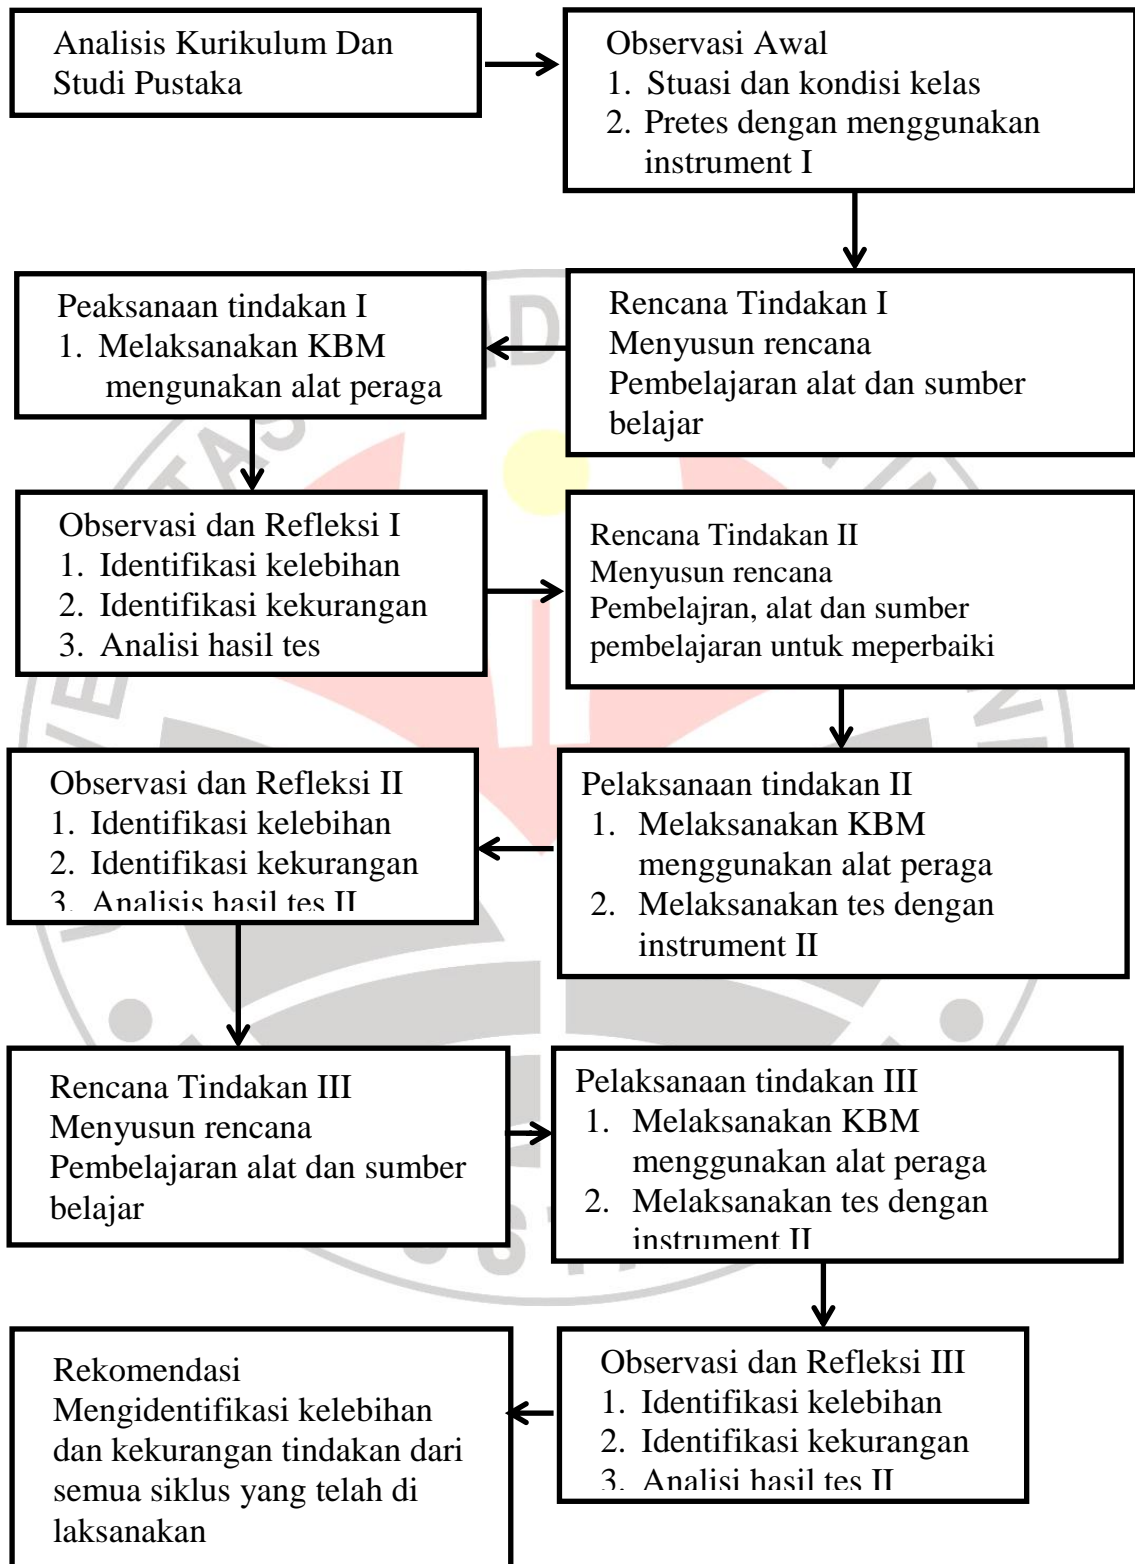 Analisis Kurikulum Dan
Studi Pustaka
Observasi Awal
1. Stuasi dan kondisi kelas
2. Pretes dengan menggunakan
instrument I
Rencana Tindakan I
Menyusun rencana
Pembelajaran alat dan sumber
belajar
Peaksanaan tindakan I
1. Melaksanakan KBM
mengunakan alat peraga
Observasi dan Refleksi I
1. Identifikasi kelebihan
2. Identifikasi kekurangan
3. Analisi hasil tes
Rencana Tindakan II
Menyusun rencana
Pembelajran, alat dan sumber
pembelajaran untuk meperbaiki
Pelaksanaan tindakan II
1. Melaksanakan KBM
menggunakan alat peraga
2. Melaksanakan tes dengan
instrument II
Observasi dan Refleksi II
1. Identifikasi kelebihan
2. Identifikasi kekurangan
3. Analisis hasil tes II
Rencana Tindakan III
Menyusun rencana
Pembelajaran alat dan sumber
belajar
Pelaksanaan tindakan III
1. Melaksanakan KBM
menggunakan alat peraga
2. Melaksanakan tes dengan
instrument II
Observasi dan Refleksi III
1. Identifikasi kelebihan
2. Identifikasi kekurangan
3. Analisi hasil tes II
Rekomendasi
Mengidentifikasi kelebihan
dan kekurangan tindakan dari
semua siklus yang telah di
laksanakan